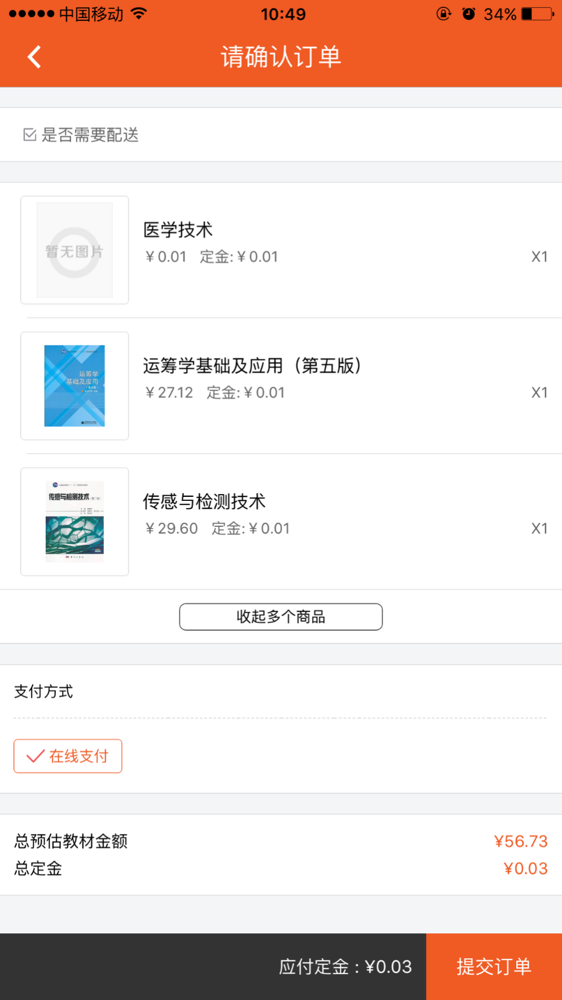 中国移动 10:49 34%
请确认订单
是否需要配送
暂无图片
医学技术
¥ 0.01 定金:¥ 0.01 X1
运筹学
基础及应用
运筹学基础及应用（第五版）
¥ 27.12 定金:¥ 0.01 X1
传感与检测技术
传感与检测技术
¥ 29.60 定金:¥ 0.01 X1
收起多个商品
支付方式
在线支付
总预估教材金额 ¥56.73
总定金 ¥0.03
应付定金 : ¥0.03 提交订单